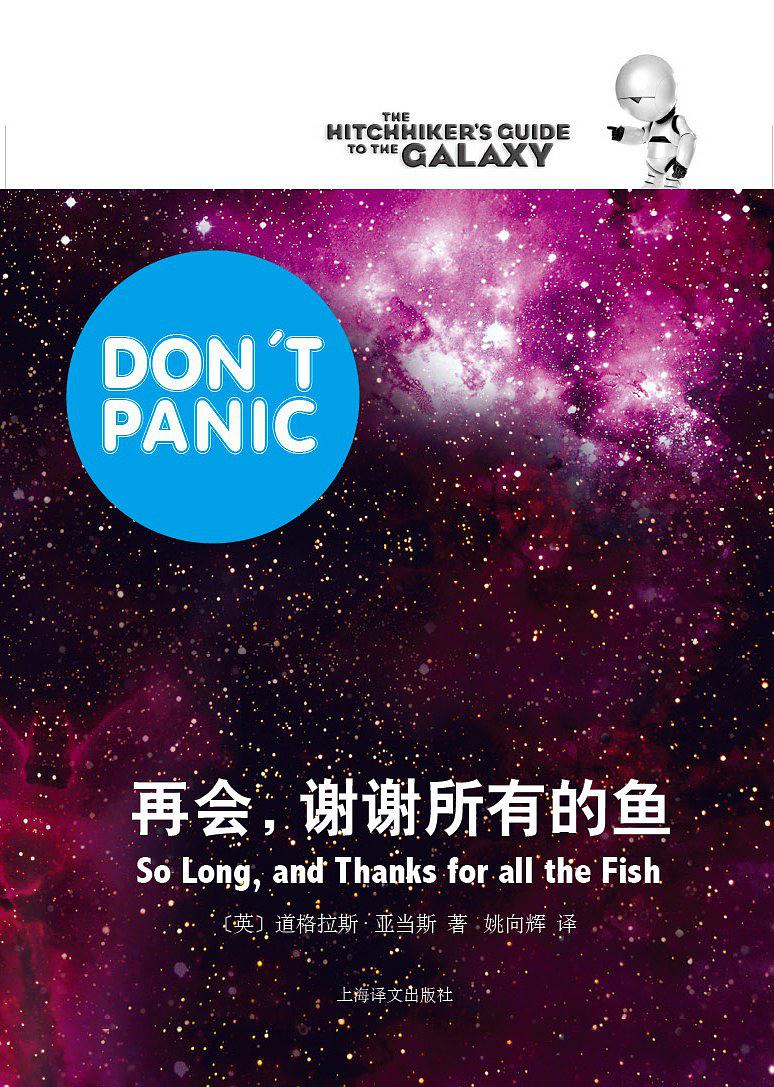 THE
HITCHHIKER'S GUIDE
TO THE GALAXY
DON´T
PANIC
再会，谢谢所有的鱼
So Long, and Thanks for all the Fish
〔英〕道格拉斯·亚当斯 著 姚向辉 译
上海译文出版社